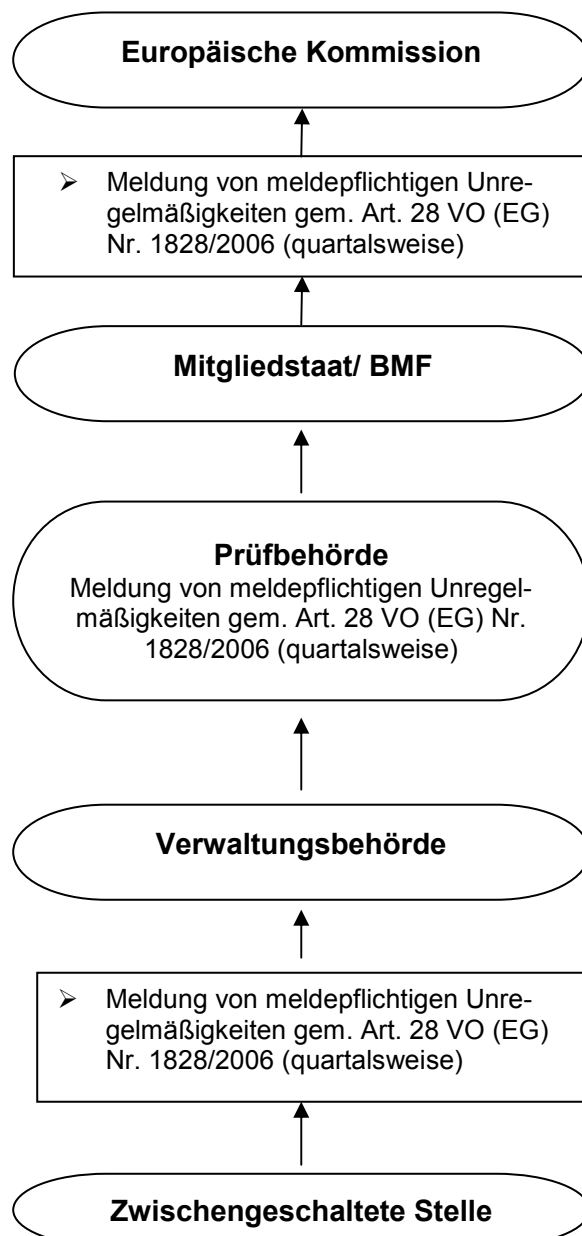 Europäische Kommission
➢ Meldung von meldepflichtigen Unre-
gelmäßigkeiten gem. Art. 28 VO (EG)
Nr. 1828/2006 (quartalsweise)
Mitgliedstaat/ BMF
Prüfbehörde
Meldung von meldepflichtigen Unregel-
mäßigkeiten gem. Art. 28 VO (EG) Nr.
1828/2006 (quartalsweise)
Verwaltungsbehörde
➢ Meldung von meldepflichtigen Unre-
gelmäßigkeiten gem. Art. 28 VO (EG)
Nr. 1828/2006 (quartalsweise)
Zwischengeschaltete Stelle